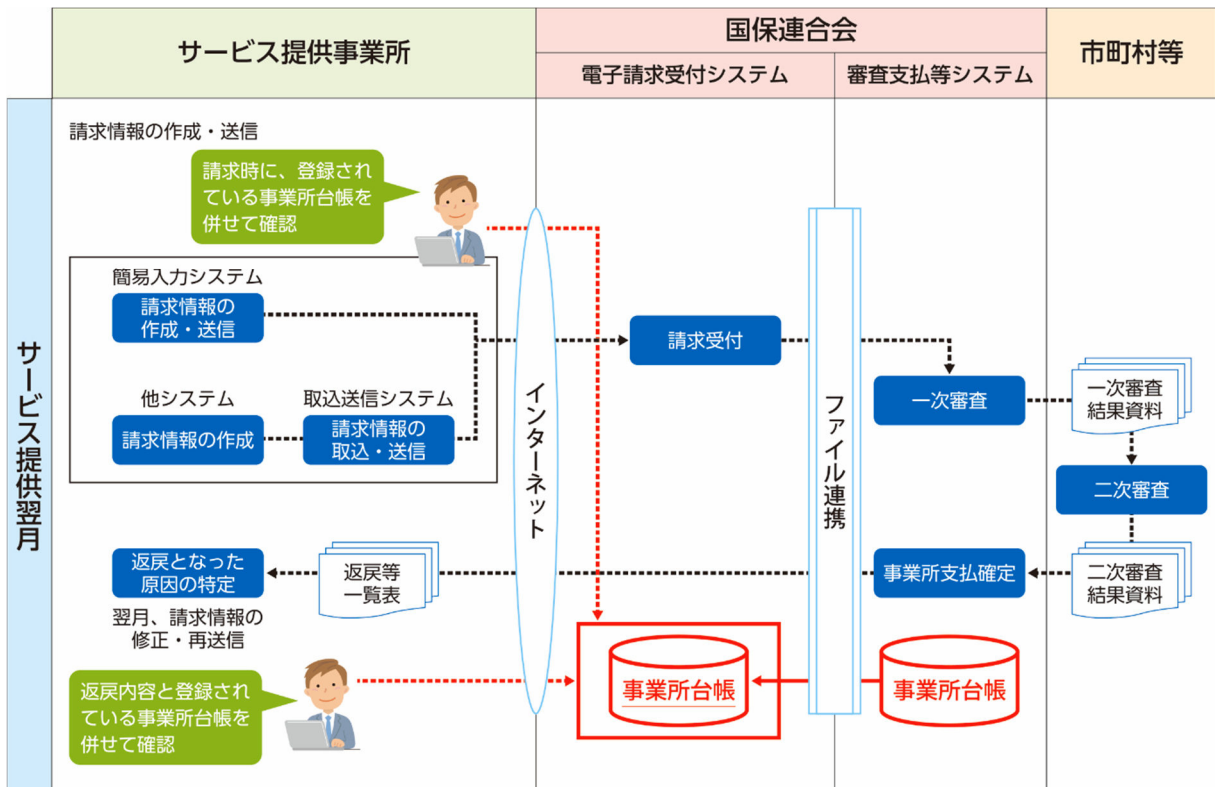 サービス提供事業所
国保連合会
電子請求受付システム
審査支払等システム
市町村等
サービス提供翌月
請求情報の作成・送信
請求時に、登録され
ている事業所台帳を
併せて確認
簡易入力システム
請求情報の
作成・送信
他システム
請求情報の作成
取込送信システム
請求情報の
取込・送信
インターネット
請求受付
ファイル連携
一次審査
一次審査
結果資料
二次審査
二次審査
結果資料
事業所支払確定
返戻等
一覧表
返戻となった
原因の特定
翌月、請求情報の
修正・再送信
返戻内容と登録され
ている事業所台帳を
併せて確認
事業所台帳
事業所台帳